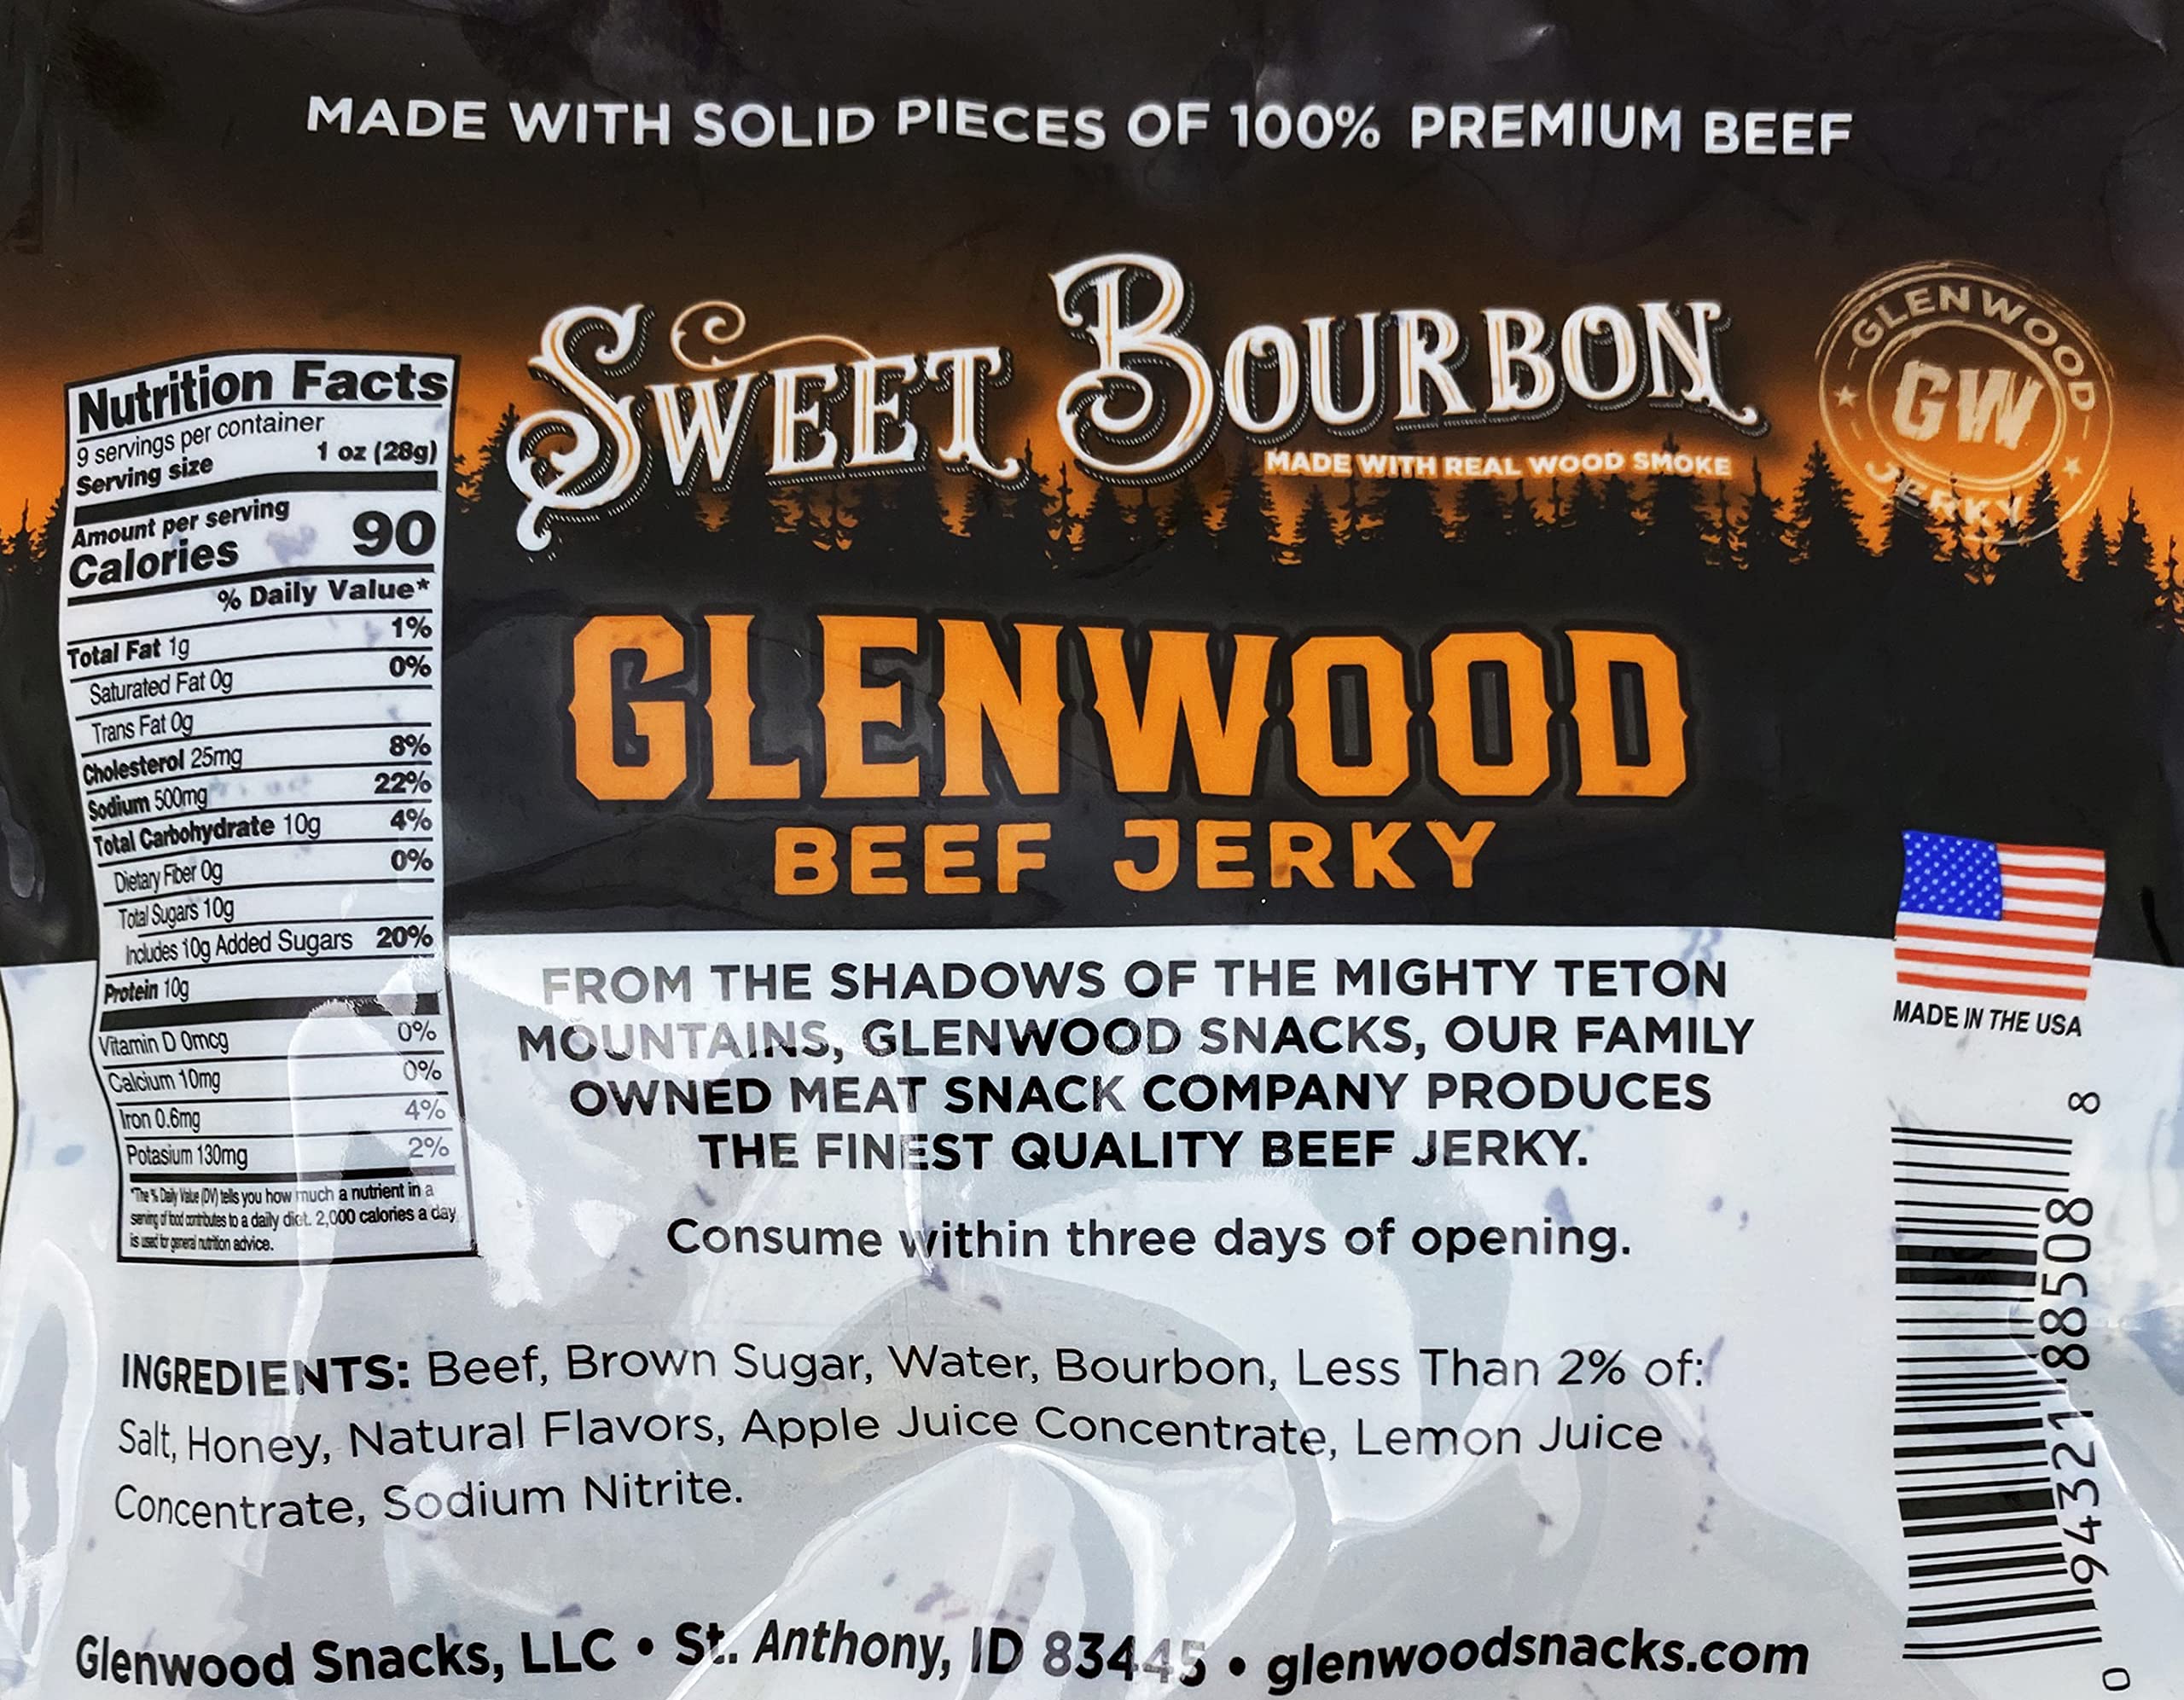 MADE WITH SOLID PIECES OF 100% PREMIUM BEEF
SWEET BOURBON
MADE WITH REAL WOOD SMOKE
GLENWOOD
GW
JERKY
GLENWOOD
BEEF JERKY
Nutrition Facts
9 servings per container
Serving size 1 oz (28g)
Amount per serving
Calories 90
% Daily Value*
Total Fat 1g 1%
Saturated Fat 0g 0%
Trans Fat 0g
Cholesterol 25mg 8%
Sodium 500mg 22%
Total Carbohydrate 10g 4%
Dietary Fiber 0g 0%
Total Sugars 10g
Includes 10g Added Sugars 20%
Protein 10g
Vitamin D 0mcg 0%
Calcium 10mg 0%
Iron 0.6mg 4%
Potasium 130mg 2%
*The % Daily Value (DV) tells you how much a nutrient in a
serving of food contributes to a daily diet. 2,000 calories a day
is used for general nutrition advice.
FROM THE SHADOWS OF THE MIGHTY TETON
MOUNTAINS, GLENWOOD SNACKS, OUR FAMILY
OWNED MEAT SNACK COMPANY PRODUCES
THE FINEST QUALITY BEEF JERKY.
Consume within three days of opening.
MADE IN THE USA
INGREDIENTS: Beef, Brown Sugar, Water, Bourbon, Less Than 2% of:
Salt, Honey, Natural Flavors, Apple Juice Concentrate, Lemon Juice
Concentrate, Sodium Nitrite.
Glenwood Snacks, LLC • St. Anthony, ID 83445 • glenwoodsnacks.com
0 94321 88508 8